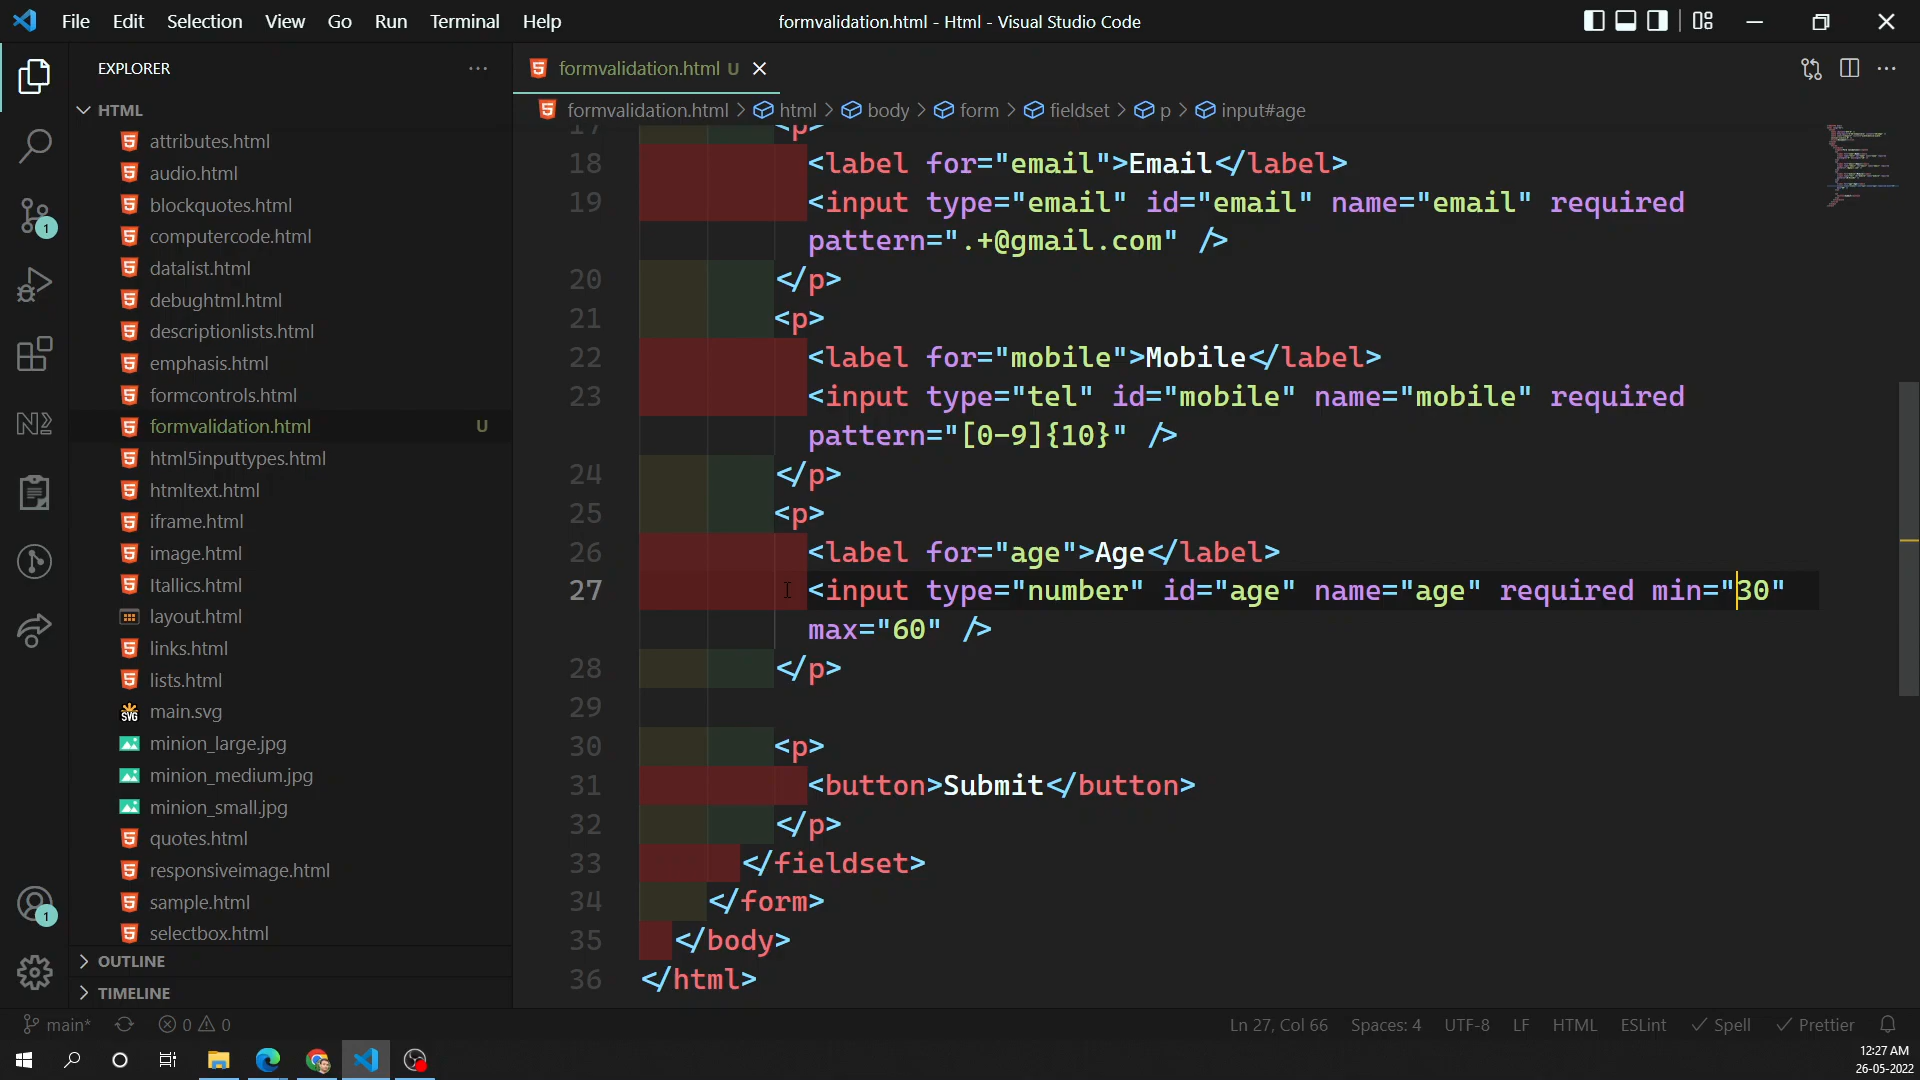 File Edit Selection View Go Run Terminal Help
formvalidation.html - Html - Visual Studio Code
EXPLORER
HTML
attributes.html
audio.html
blockquotes.html
computercode.html
datalist.html
debughtml.html
descriptionlists.html
emphasis.html
formcontrols.html
formvalidation.html U
html5inputtypes.html
htmltext.html
iframe.html
image.html
Itallics.html
layout.html
links.html
lists.html
main.svg
minion_large.jpg
minion_medium.jpg
minion_small.jpg
quotes.html
responsiveimage.html
sample.html
selectbox.html
OUTLINE
TIMELINE
formvalidation.html U
formvalidation.html > html > body > form > fieldset > p > input#age
17 <p>
18 <label for="email">Email</label>
19 <input type="email" id="email" name="email" required
pattern=".+@gmail.com" />
20 </p>
21 <p>
22 <label for="mobile">Mobile</label>
23 <input type="tel" id="mobile" name="mobile" required
pattern="[0-9]{10}" />
24 </p>
25 <p>
26 <label for="age">Age</label>
27 <input type="number" id="age" name="age" required min="30"
max="60" />
28 </p>
29
30 <p>
31 <button>Submit</button>
32 </p>
33 </fieldset>
34 </form>
35 </body>
36 </html>
main* 0 0
Ln 27, Col 66 Spaces: 4 UTF-8 LF HTML ESLint Spell Prettier
12:27 AM
26-05-2022